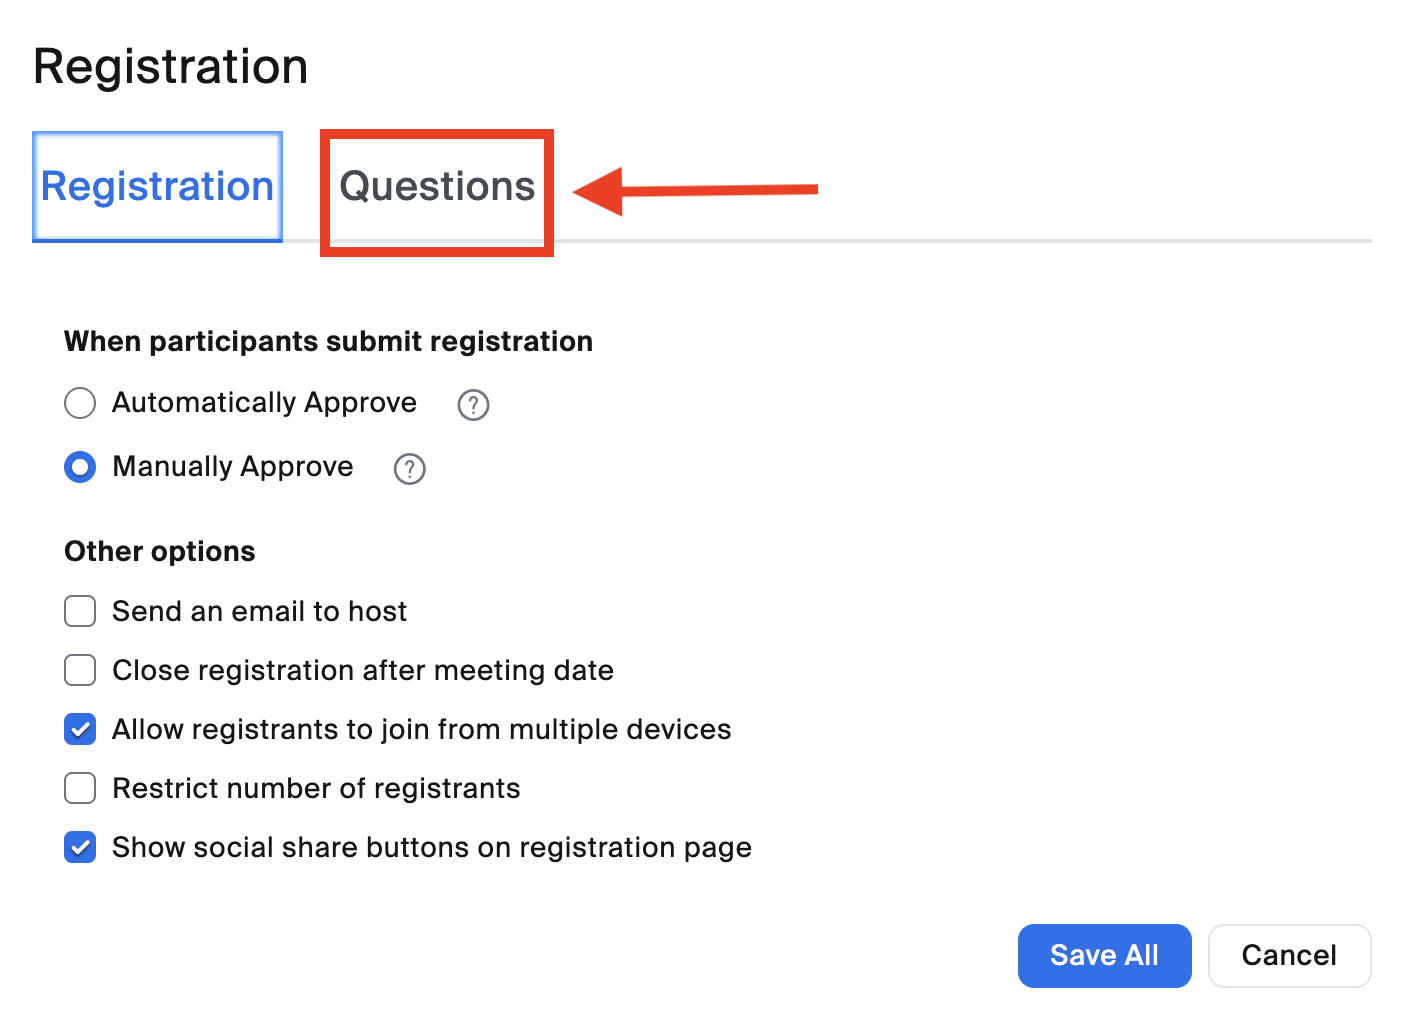 Registration
Registration Questions
When participants submit registration
Automatically Approve ?
Manually Approve ?
Other options
Send an email to host
Close registration after meeting date
Allow registrants to join from multiple devices
Restrict number of registrants
Show social share buttons on registration page
Save All Cancel